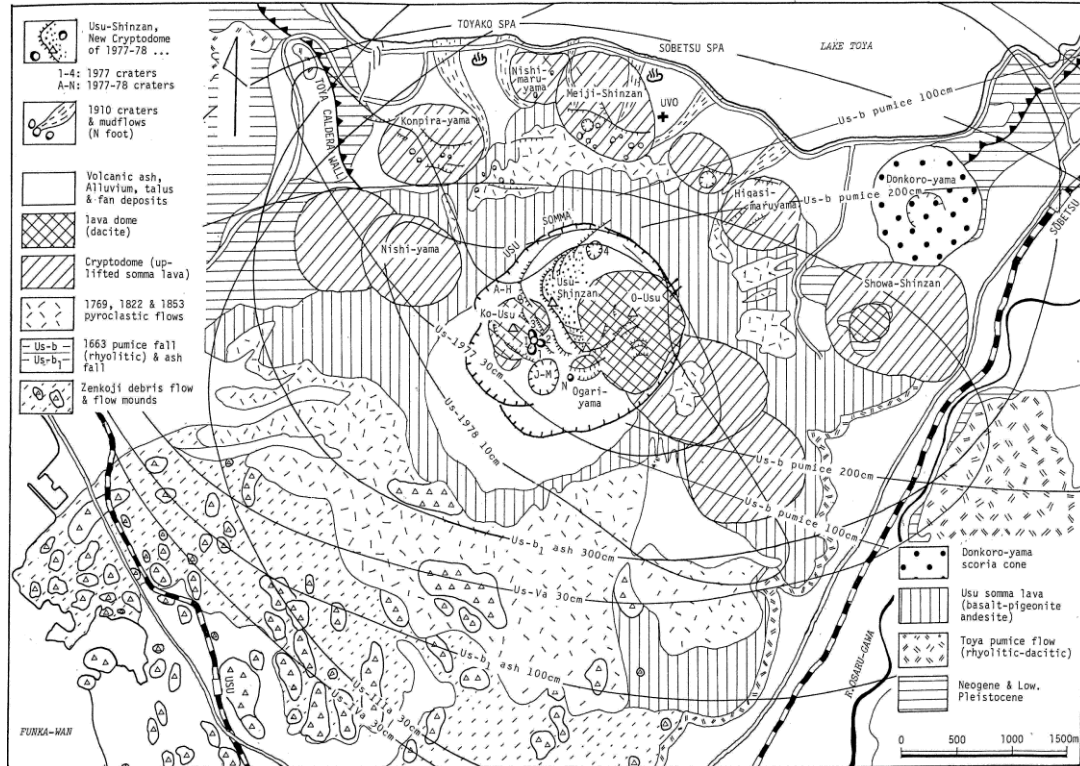 Usu-Shinzan,
New Cryptodome
of 1977-78 ...
1-4: 1977 craters
A-N: 1977-78 craters
1910 craters
& mudflows
(N foot)
Volcanic ash,
Alluvium, talus
& fan deposits
lava dome
(dacite)
Cryptodome (up-
lifted somma lava)
1769, 1822 & 1853
pyroclastic flows
Us-b
Us-b1
1663 pumice fall
(rhyolitic) & ash
fall
Zenkoji debris flow
& flow mounds
TOYAKO SPA
SOBETSU SPA
LAKE TOYA
TOYA CALDERA WALL
Nishi-
maru-
yama
Meiji-Shinzan
UVO
Konpira-yama
Us-b pumice 100cm
Donkoro-yama
Higasi-
maruyama
Us-b pumice 200cm
SOBETSU
Nishi-yama
USU
SOMMA
4
Usu-
Shinzan
A-H
Ko-Usu
O-Usu
Showa-Shinzan
J-M
N
Ogari-
yama
Us-1977 30cm
Us-1978 10cm
Us-b pumice 200cm
Us-b pumice 100cm
Us-b1 ash 300cm
Us-Va 30cm
Us-b1 ash 100cm
Us-IIIa 30cm
Us-IVa 30cm
USU
FUNKA-WAN
R.OSARU-GAWA
Donkoro-yama
scoria cone
Usu somma lava
(basalt-pigeonite
andesite)
Toya pumice flow
(rhyolitic-dacitic)
Neogene & Low.
Pleistocene
0 500 1000 1500m